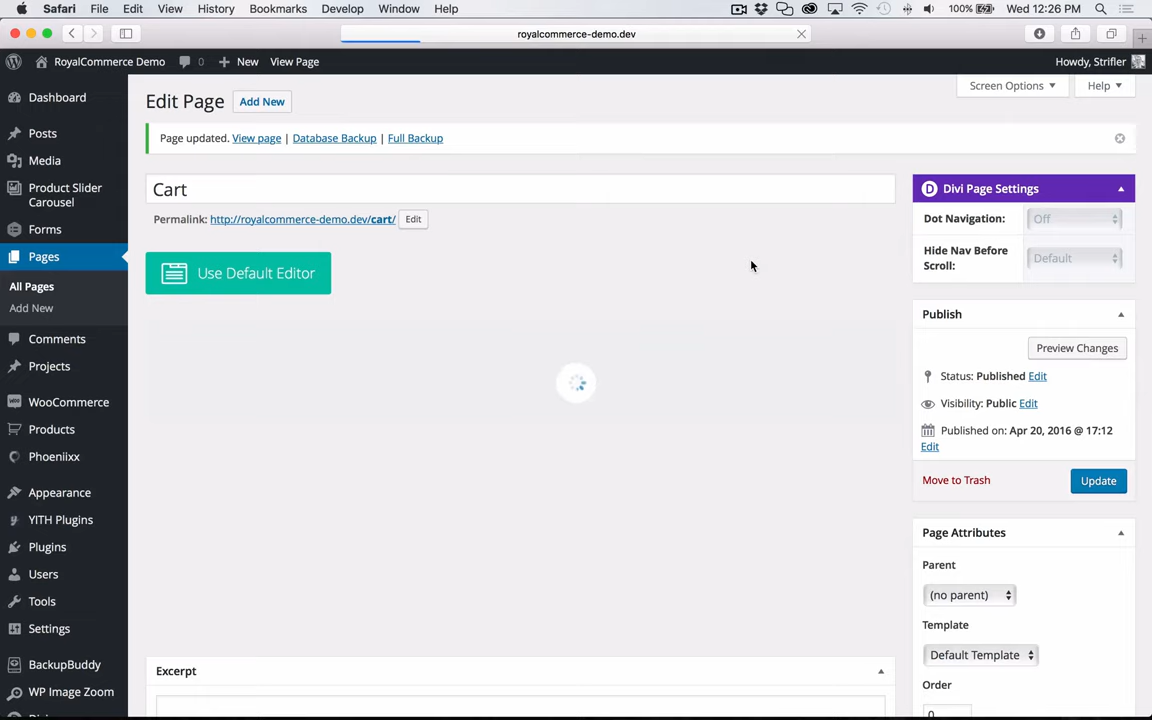 Safari File Edit View History Bookmarks Develop Window Help 100% Wed 12:26 PM
royalcommerce-demo.dev
RoyalCommerce Demo 0 New View Page Howdy, Strifler
Screen Options Help
Dashboard
Posts
Media
Product Slider
Carousel
Forms
Pages
All Pages
Add New
Comments
Projects
WooCommerce
Products
Phoeniixx
Appearance
YITH Plugins
Plugins
Users
Tools
Settings
BackupBuddy
WP Image Zoom
Edit Page Add New
Page updated. View page | Database Backup | Full Backup
Cart
Permalink: http://royalcommerce-demo.dev/cart/ Edit
Use Default Editor
Excerpt
D Divi Page Settings
Dot Navigation: Off
Hide Nav Before
Scroll:
Default
Publish
Preview Changes
Status: Published Edit
Visibility: Public Edit
Published on: Apr 20, 2016 @ 17:12
Edit
Move to Trash Update
Page Attributes
Parent
(no parent)
Template
Default Template
Order
0